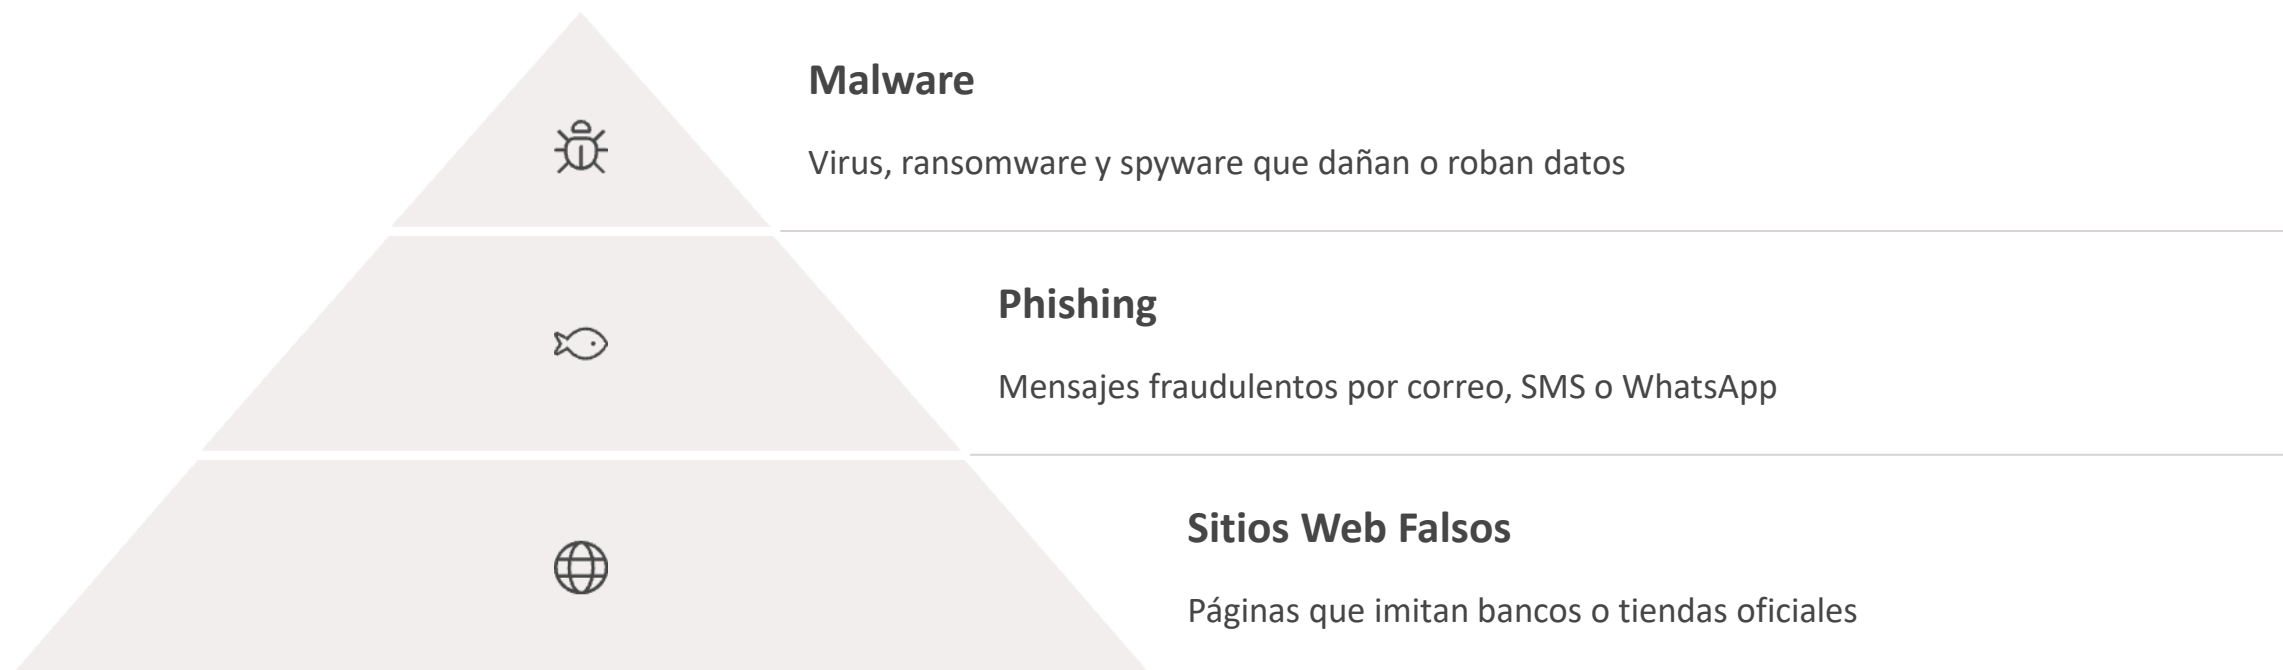 Malware
Virus, ransomware y spyware que dañan o roban datos
Phishing
Mensajes fraudulentos por correo, SMS o WhatsApp
Sitios Web Falsos
Páginas que imitan bancos o tiendas oficiales